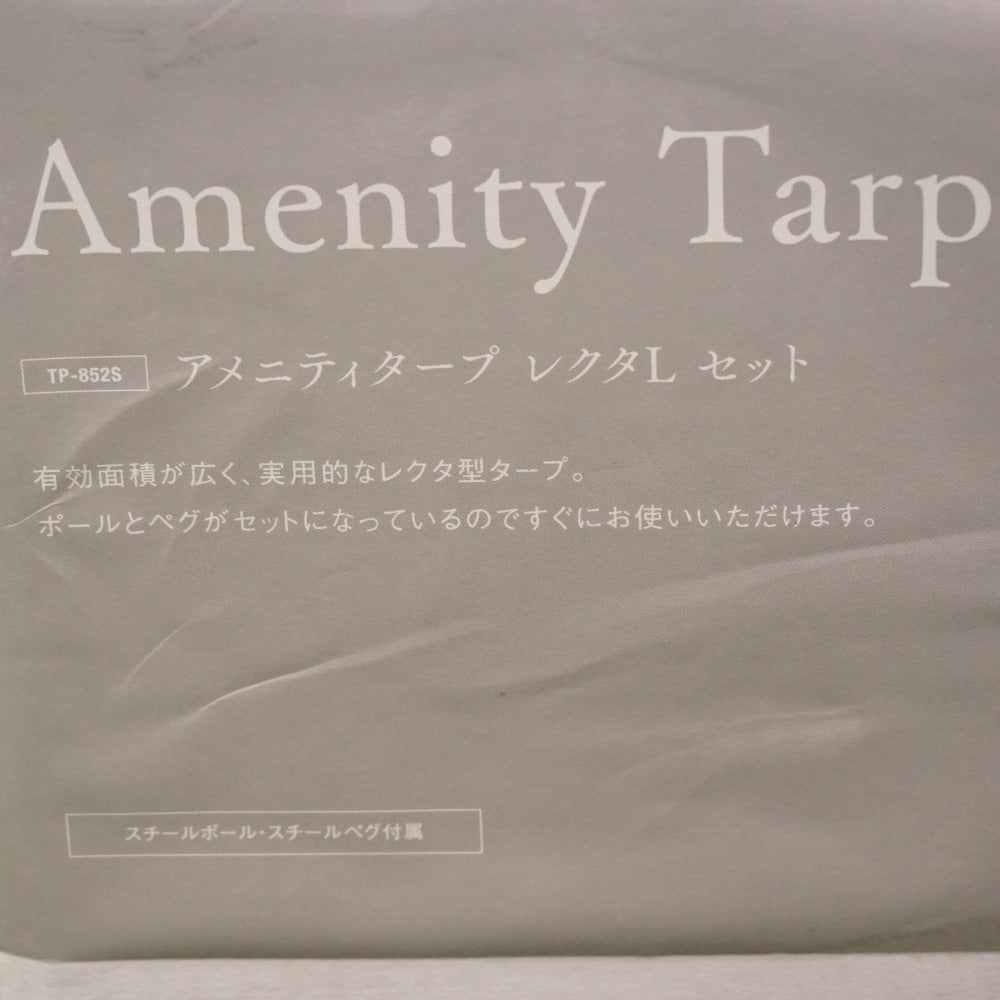 Amenity Tarp
TP-852S アメニティタープ レクタL セット
有効面積が広く、実用的なレクタ型タープ。
ポールとペグがセットになっているのですぐにお使いいただけます。
スチールポール・スチールペグ付属